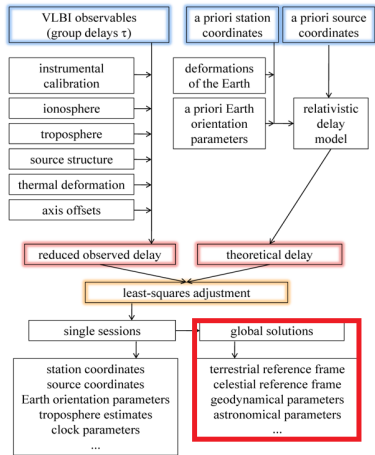 VLBI observables
(group delays τ)
a priori station
coordinates
a priori source
coordinates
instrumental
calibration
ionosphere
troposphere
source structure
thermal deformation
axis offsets
deformations
of the Earth
a priori Earth
orientation
parameters
relativistic
delay
model
reduced observed delay
theoretical delay
least-squares adjustment
single sessions
global solutions
station coordinates
source coordinates
Earth orientation parameters
troposphere estimates
clock parameters
...
terrestrial reference frame
celestial reference frame
geodynamical parameters
astronomical parameters
...